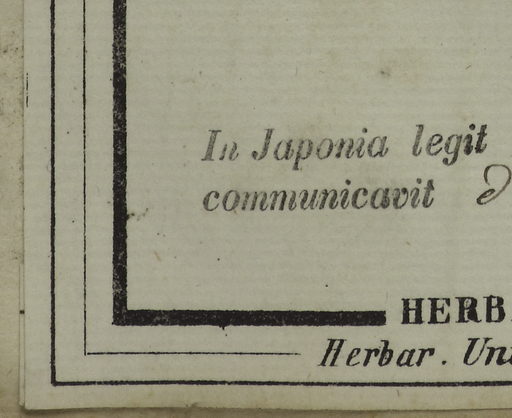 In Japonia legit
communicavit
HERB
Herbar. Un